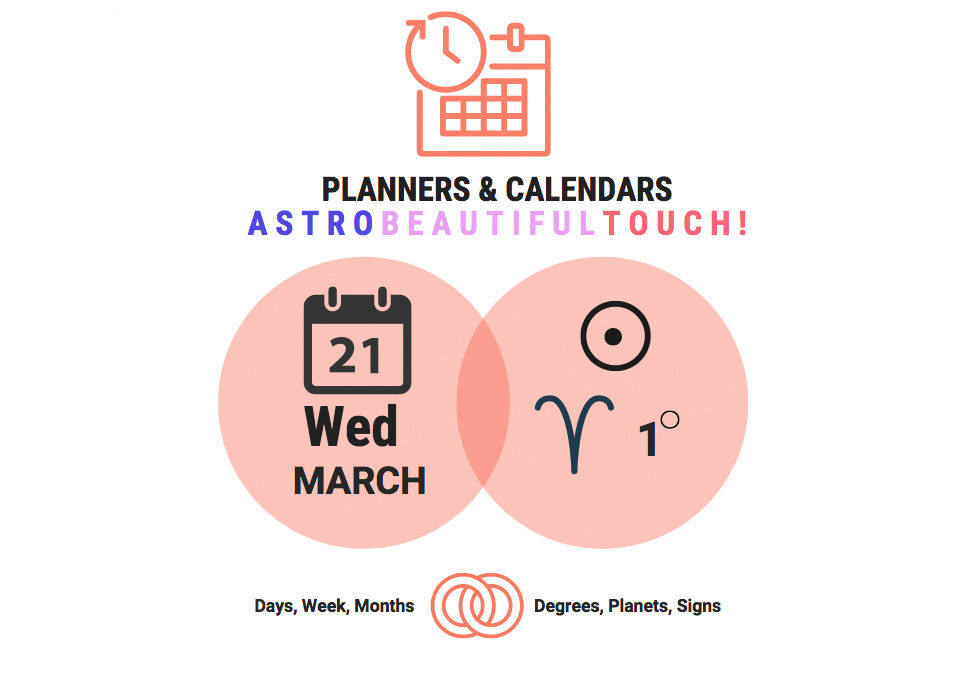 PLANNERS & CALENDARS
ASTROBEAUTIFULTOUCH!
21
Wed
MARCH
1°
Days, Week, Months
Degrees, Planets, Signs